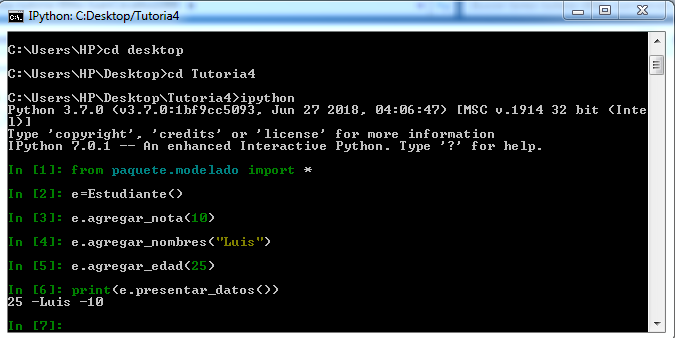 IPython: C:Desktop/Tutoria4
C:\Users\HP>cd desktop
C:\Users\HP\Desktop>cd Tutoria4
C:\Users\HP\Desktop\Tutoria4>ipython
Python 3.7.0 (v3.7.0:1bf9cc5093, Jun 27 2018, 04:06:47) [MSC v.1914 32 bit (Inte
l)]
Type 'copyright', 'credits' or 'license' for more information
IPython 7.0.1 -- An enhanced Interactive Python. Type '?' for help.
In [1]: from paquete.modelado import *
In [2]: e=Estudiante()
In [3]: e.agregar_nota(10)
In [4]: e.agregar_nombres("Luis")
In [5]: e.agregar_edad(25)
In [6]: print(e.presentar_datos())
25 -Luis -10
In [7]: